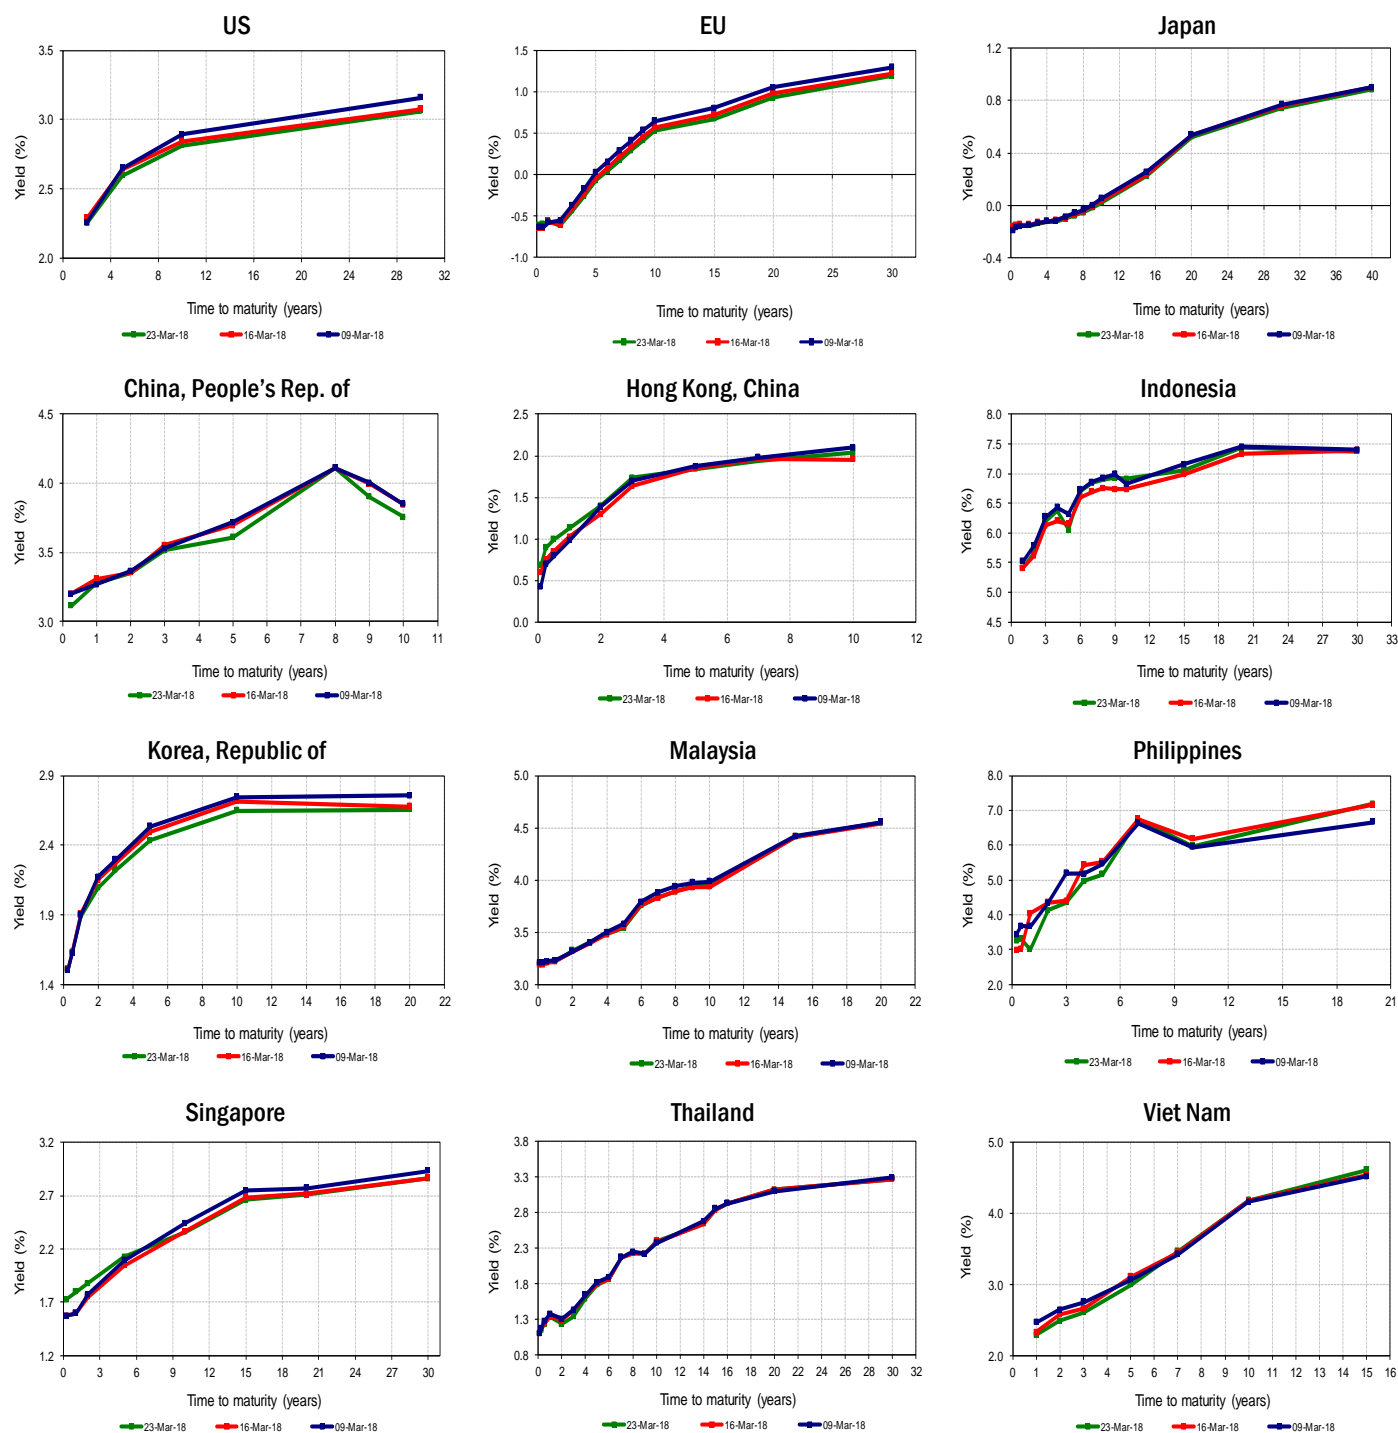 US
EU
Japan
3.5
3.0
2.5
2.0
Yield (%)
0 4 8 12 16 20 24 28 32
Time to maturity (years)
23-Mar-18 16-Mar-18 09-Mar-18
1.5
1.0
0.5
0.0
-0.5
-1.0
Yield (%)
0 5 10 15 20 25 30
Time to maturity (years)
23-Mar-18 16-Mar-18 09-Mar-18
1.2
0.8
0.4
0.0
-0.4
Yield (%)
0 4 8 12 16 20 24 28 32 36 40
Time to maturity (years)
23-Mar-18 16-Mar-18 09-Mar-18
China, People’s Rep. of
Hong Kong, China
Indonesia
4.5
4.0
3.5
3.0
Yield (%)
0 1 2 3 4 5 6 7 8 9 10 11
Time to maturity (years)
23-Mar-18 16-Mar-18 09-Mar-18
2.5
2.0
1.5
1.0
0.5
0.0
Yield (%)
0 2 4 6 8 10 12
Time to maturity (years)
23-Mar-18 16-Mar-18 09-Mar-18
8.0
7.5
7.0
6.5
6.0
5.5
5.0
4.5
Yield (%)
0 3 6 9 12 15 18 21 24 27 30 33
Time to maturity (years)
23-Mar-18 16-Mar-18 09-Mar-18
Korea, Republic of
Malaysia
Philippines
2.9
2.4
1.9
1.4
Yield (%)
0 2 4 6 8 10 12 14 16 18 20 22
Time to maturity (years)
23-Mar-18 16-Mar-18 09-Mar-18
5.0
4.5
4.0
3.5
3.0
Yield (%)
0 2 4 6 8 10 12 14 16 18 20 22
Time to maturity (years)
23-Mar-18 16-Mar-18 09-Mar-18
8.0
7.0
6.0
5.0
4.0
3.0
2.0
Yield (%)
0 3 6 9 12 15 18 21
Time to maturity (years)
23-Mar-18 16-Mar-18 09-Mar-18
Singapore
Thailand
Viet Nam
3.2
2.7
2.2
1.7
1.2
Yield (%)
0 3 6 9 12 15 18 21 24 27 30
Time to maturity (years)
23-Mar-18 16-Mar-18 09-Mar-18
3.8
3.3
2.8
2.3
1.8
1.3
0.8
Yield (%)
0 2 4 6 8 10 12 14 16 18 20 22 24 26 28 30 32
Time to maturity (years)
23-Mar-18 16-Mar-18 09-Mar-18
5.0
4.0
3.0
2.0
Yield (%)
0 1 2 3 4 5 6 7 8 9 10 11 12 13 14 15 16
Time to maturity (years)
23-Mar-18 16-Mar-18 09-Mar-18